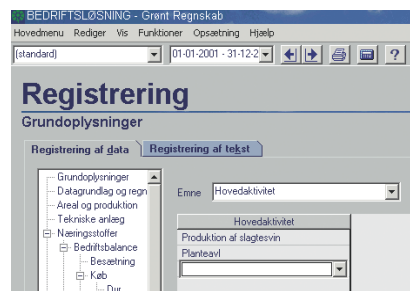 BEDRIFTSLØSNING - Grønt Regnskab
Hovedmenu Rediger Vis Funktioner Opsætning Hjælp
(standard) 01-01-2001 - 31-12-2
Registrering
Grundoplysninger
Registrering af data Registrering af tekst
Grundoplysninger
Datagrundlag og regn
Areal og produktion
Tekniske anlæg
Næringsstoffer
Bedriftsbalance
Besætning
Køb
Dyr
Emne Hovedaktivitet
Hovedaktivitet
Produktion af slagtesvin
Planteavl